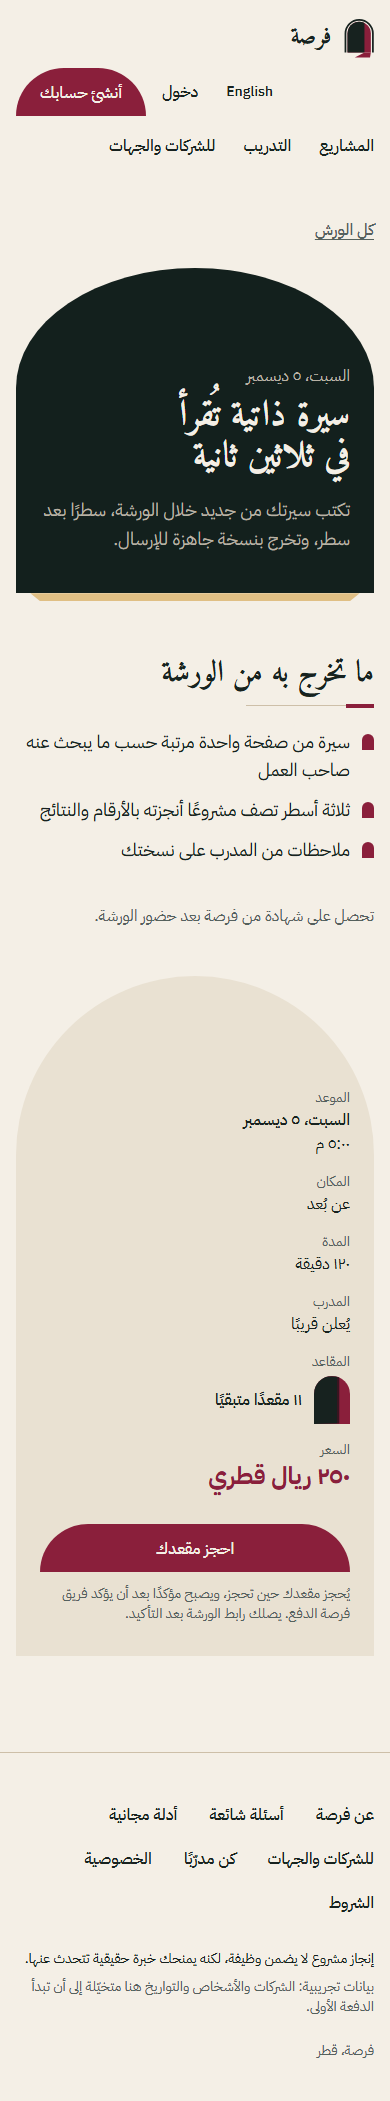 فرصة
English
دخول
أنشئ حسابك
المشاريع
التدريب
للشركات والجهات
كل الورش
السبت، ٥ ديسمبر
سيرة ذاتية تُقرأ
في ثلاثين ثانية
تكتب سيرتك من جديد خلال الورشة، سطرًا بعد
سطر، وتخرج بنسخة جاهزة للإرسال.
ما تخرج به من الورشة
سيرة من صفحة واحدة مرتبة حسب ما يبحث عنه
صاحب العمل
ثلاثة أسطر تصف مشروعًا أنجزته بالأرقام والنتائج
ملاحظات من المدرب على نسختك
تحصل على شهادة من فرصة بعد حضور الورشة.
الموعد
السبت، ٥ ديسمبر
٥:٠٠ م
المكان
عن بُعد
المدة
١٢٠ دقيقة
المدرب
يُعلن قريبًا
المقاعد
١١ مقعدًا متبقيًا
السعر
٢٥٠ ريال قطري
احجز مقعدك
يُحجز مقعدك حين تحجز، ويصبح مؤكدًا بعد أن يؤكد فريق
فرصة الدفع. يصلك رابط الورشة بعد التأكيد.
عن فرصة
أسئلة شائعة
أدلة مجانية
للشركات والجهات
كن مدرّبًا
الخصوصية
الشروط
إنجاز مشروع لا يضمن وظيفة، لكنه يمنحك خبرة حقيقية تتحدث عنها.
بيانات تجريبية: الشركات والأشخاص والتواريخ هنا متخيّلة إلى أن تبدأ
الدفعة الأولى.
فرصة، قطر